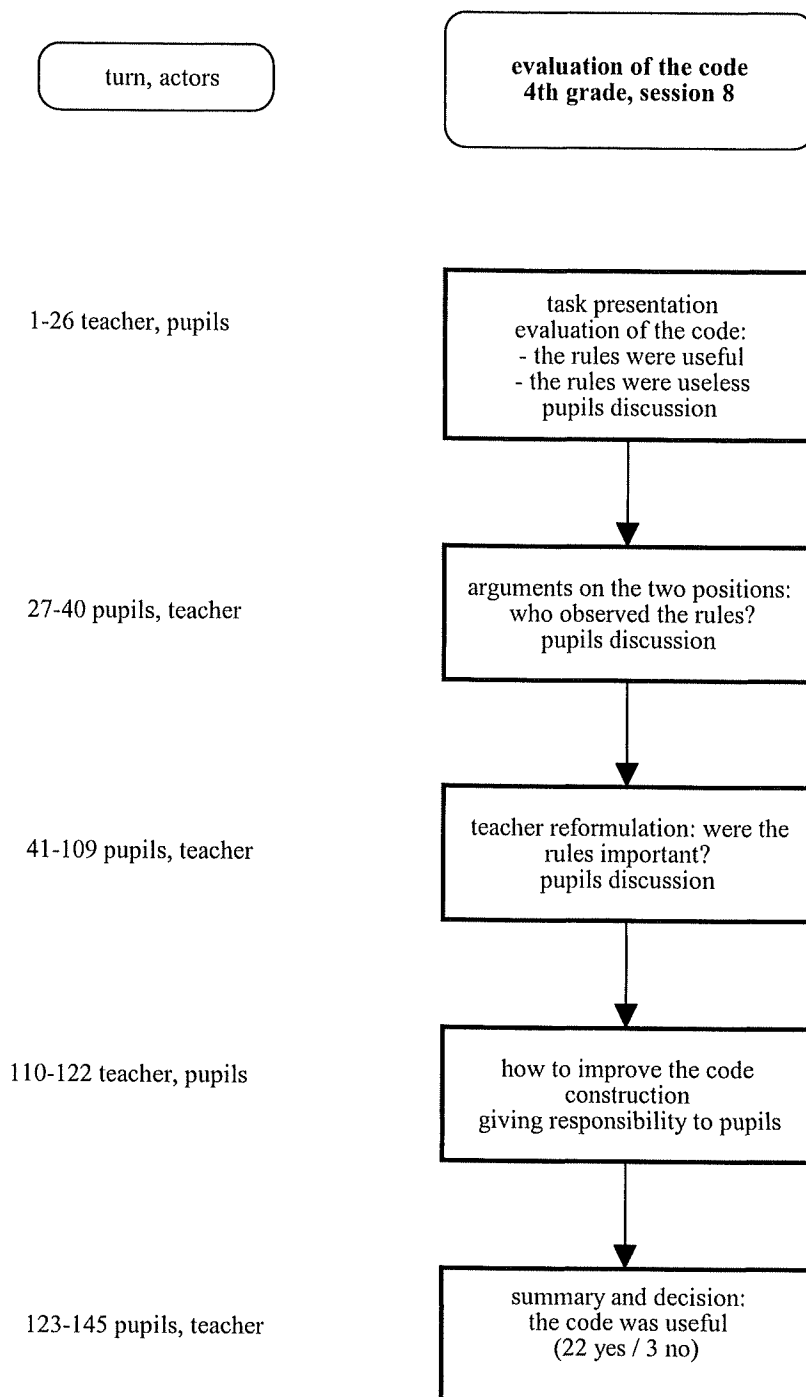 turn, actors
evaluation of the code
4th grade, session 8
1-26 teacher, pupils
task presentation
evaluation of the code:
- the rules were useful
- the rules were useless
pupils discussion
27-40 pupils, teacher
arguments on the two positions:
who observed the rules?
pupils discussion
41-109 pupils, teacher
teacher reformulation: were the
rules important?
pupils discussion
110-122 teacher, pupils
how to improve the code
construction
giving responsibility to pupils
123-145 pupils, teacher
summary and decision:
the code was useful
(22 yes / 3 no)